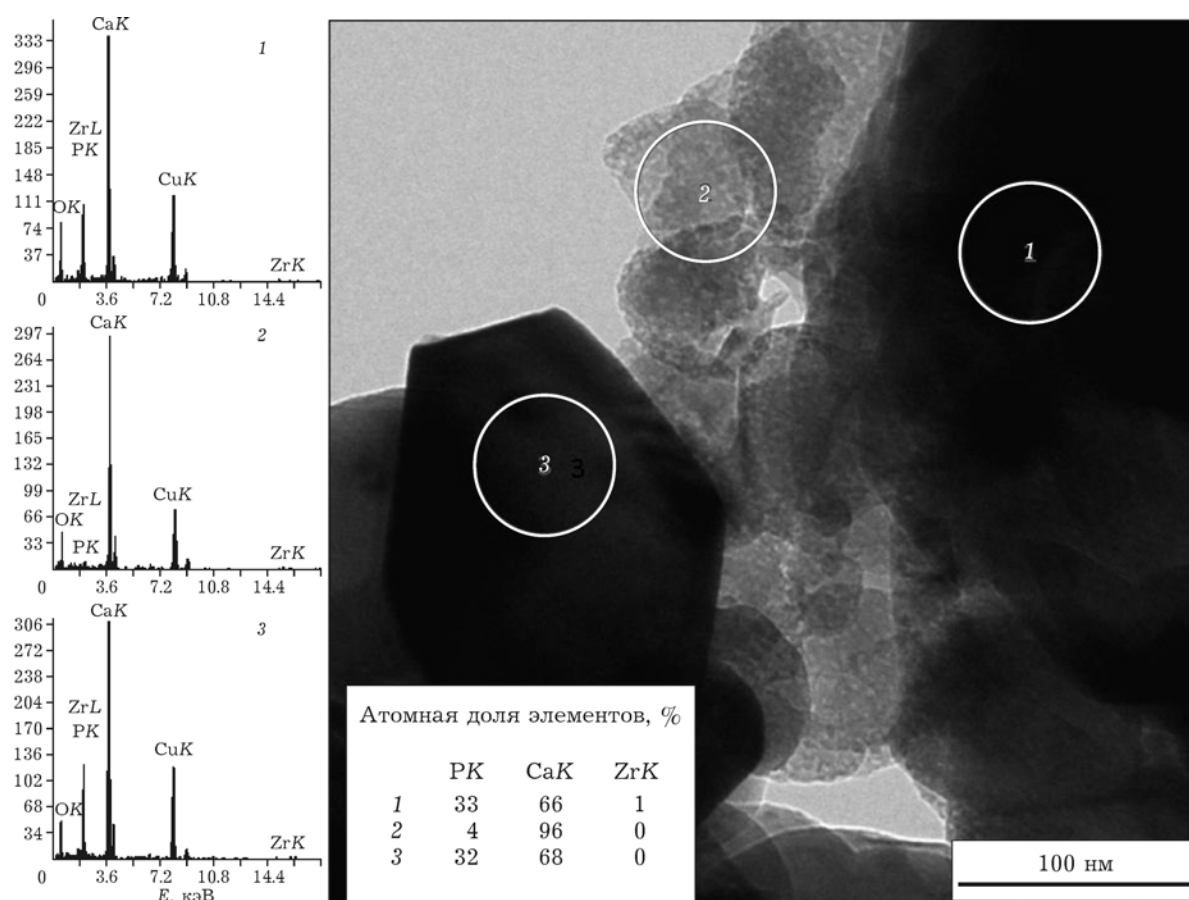 CaK
1
333
296
259
222
185
148
111
74
37
ZrL
PK
OK
CuK
ZrK
0 3.6 7.2 10.8 14.4
CaK
2
297
264
231
198
165
132
99
66
33
ZrL
OK
PK
CuK
ZrK
0 3.6 7.2 10.8 14.4
CaK
3
306
272
238
204
170
136
102
68
34
ZrL
PK
OK
CuK
ZrK
0 3.6 7.2 10.8 14.4
E, кэВ
2
1
3 3
Атомная доля элементов, %
PK CaK ZrK
1 33 66 1
2 4 96 0
3 32 68 0
100 нм